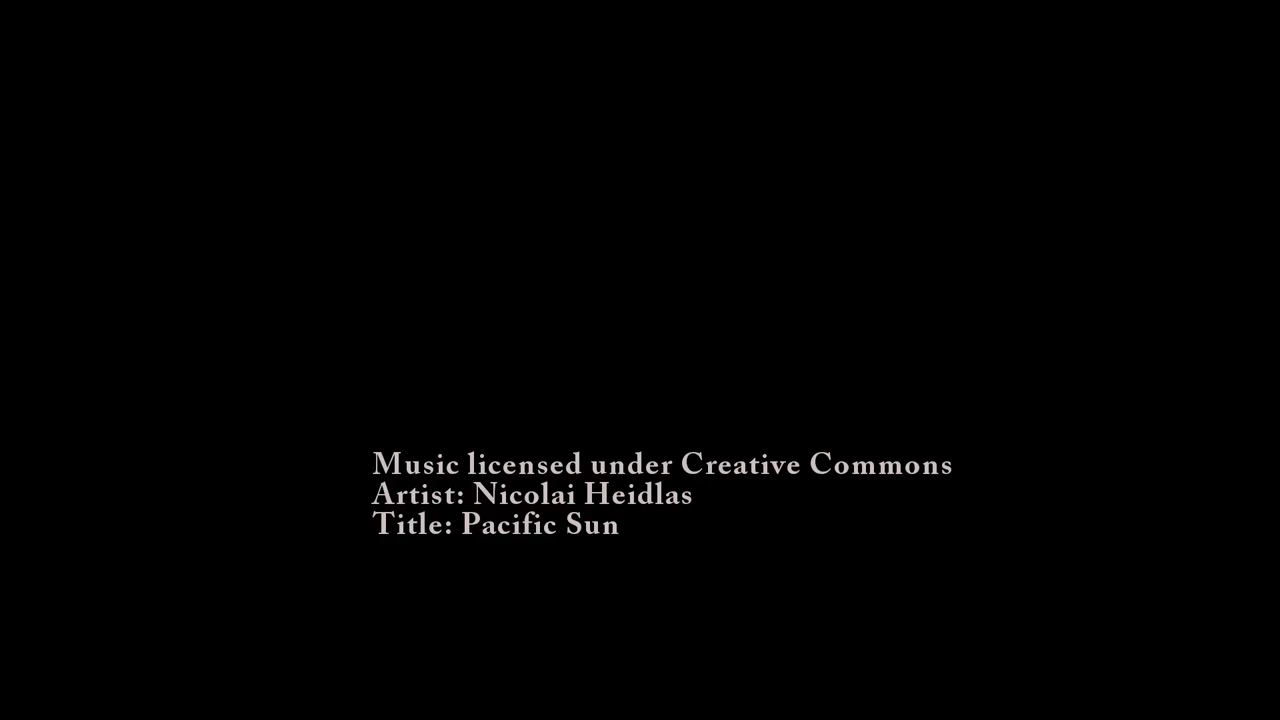 Music licensed under Creative Commons
Artist: Nicolai Heidlas
Title: Pacific Sun